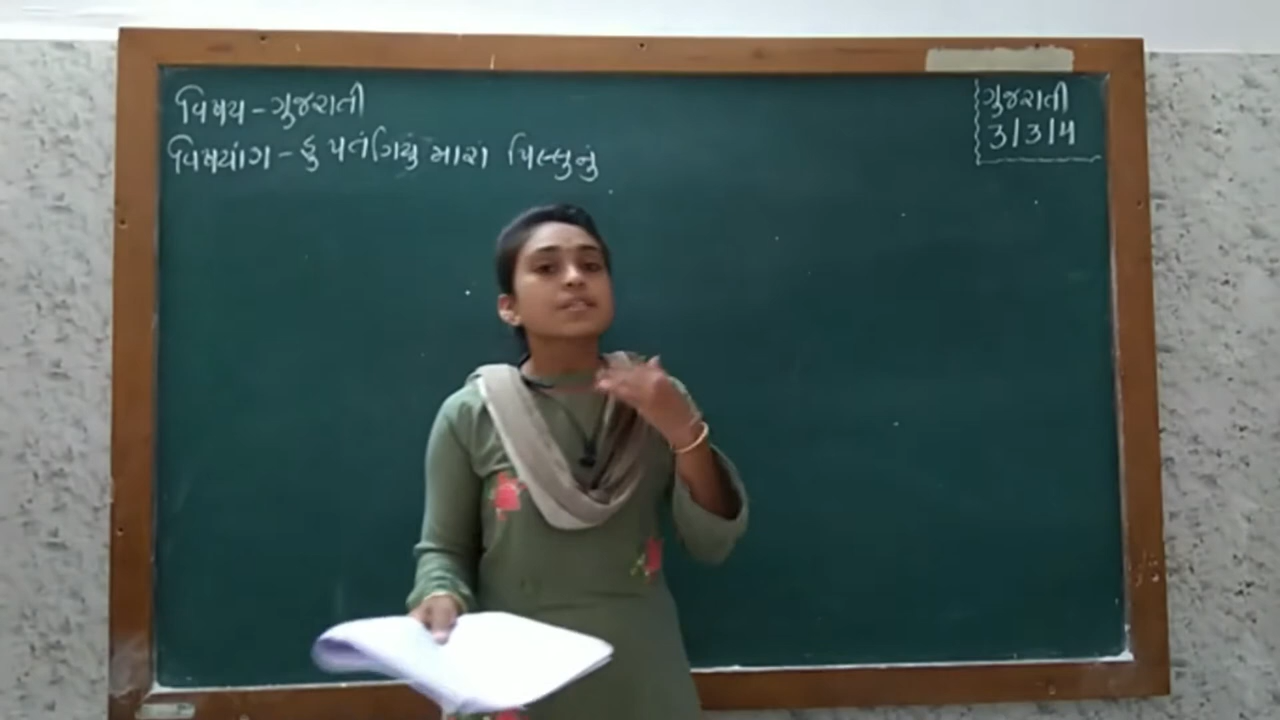 વિષય - ગુજરાતી
વિષયાંગ - હુ પતંગિયું મારા પિલ્લુનું
ગુજરાતી
3/3/4